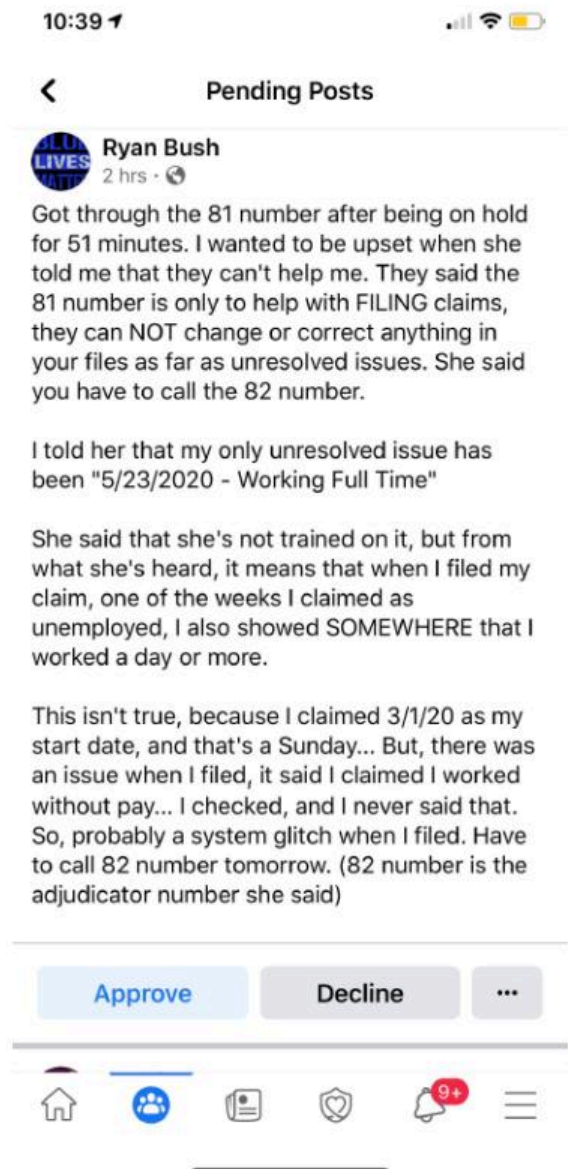 10:39
Pending Posts
BLUE
LIVES
MATTER
Ryan Bush
2 hrs ·
Got through the 81 number after being on hold
for 51 minutes. I wanted to be upset when she
told me that they can't help me. They said the
81 number is only to help with FILING claims,
they can NOT change or correct anything in
your files as far as unresolved issues. She said
you have to call the 82 number.
I told her that my only unresolved issue has
been "5/23/2020 - Working Full Time"
She said that she's not trained on it, but from
what she's heard, it means that when I filed my
claim, one of the weeks I claimed as
unemployed, I also showed SOMEWHERE that I
worked a day or more.
This isn't true, because I claimed 3/1/20 as my
start date, and that's a Sunday... But, there was
an issue when I filed, it said I claimed I worked
without pay... I checked, and I never said that.
So, probably a system glitch when I filed. Have
to call 82 number tomorrow. (82 number is the
adjudicator number she said)
Approve
Decline
...
9+